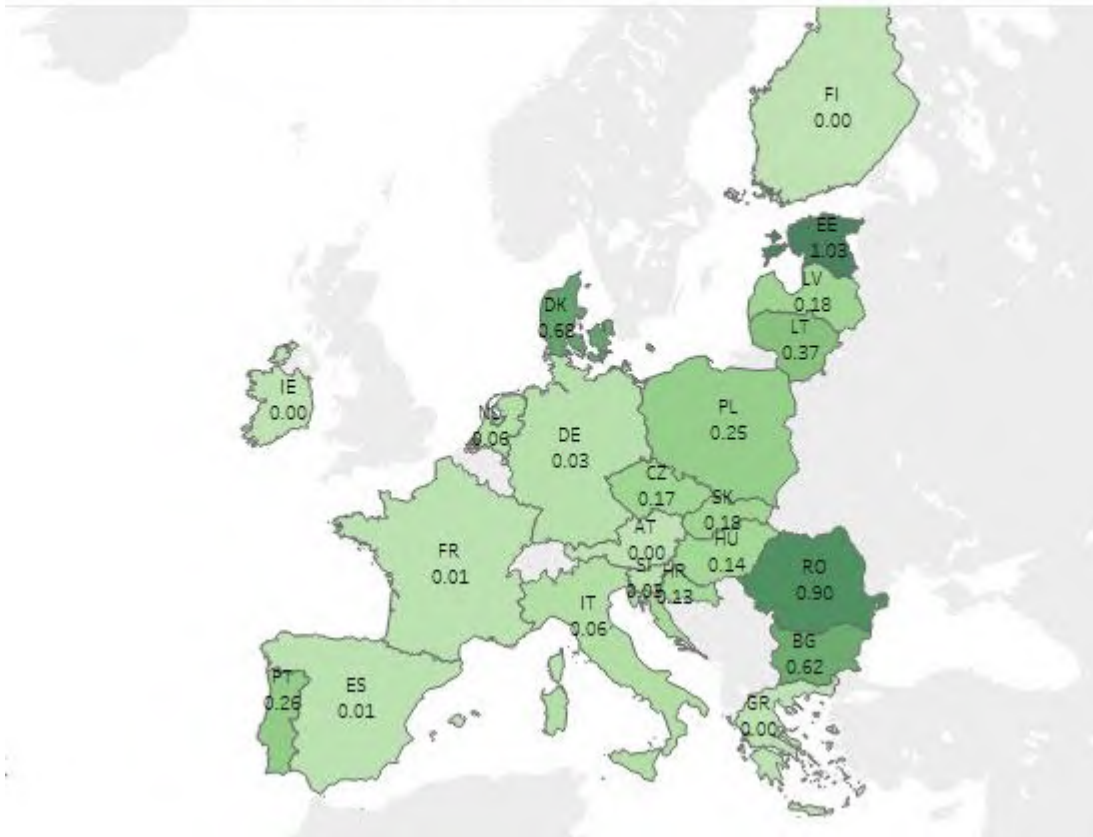 FI
0.00
EE
1.03
LV
0.18
LT
0.37
DK
0.68
IE
0.00
NL
0.06
DE
0.03
PL
0.25
CZ
0.17
SK
0.18
AT
0.00
HU
0.14
SI
HR
0.13
FR
0.01
IT
0.06
RO
0.90
BG
0.62
PT
0.26
ES
0.01
GR
0.00